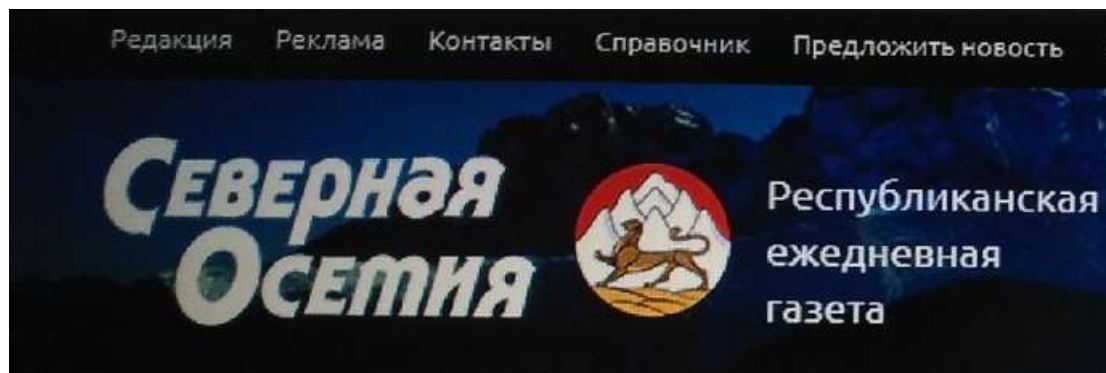 Редакция Реклама Контакты Справочник Предложить новость
Северная
Осетия
Республиканская
ежедневная
газета